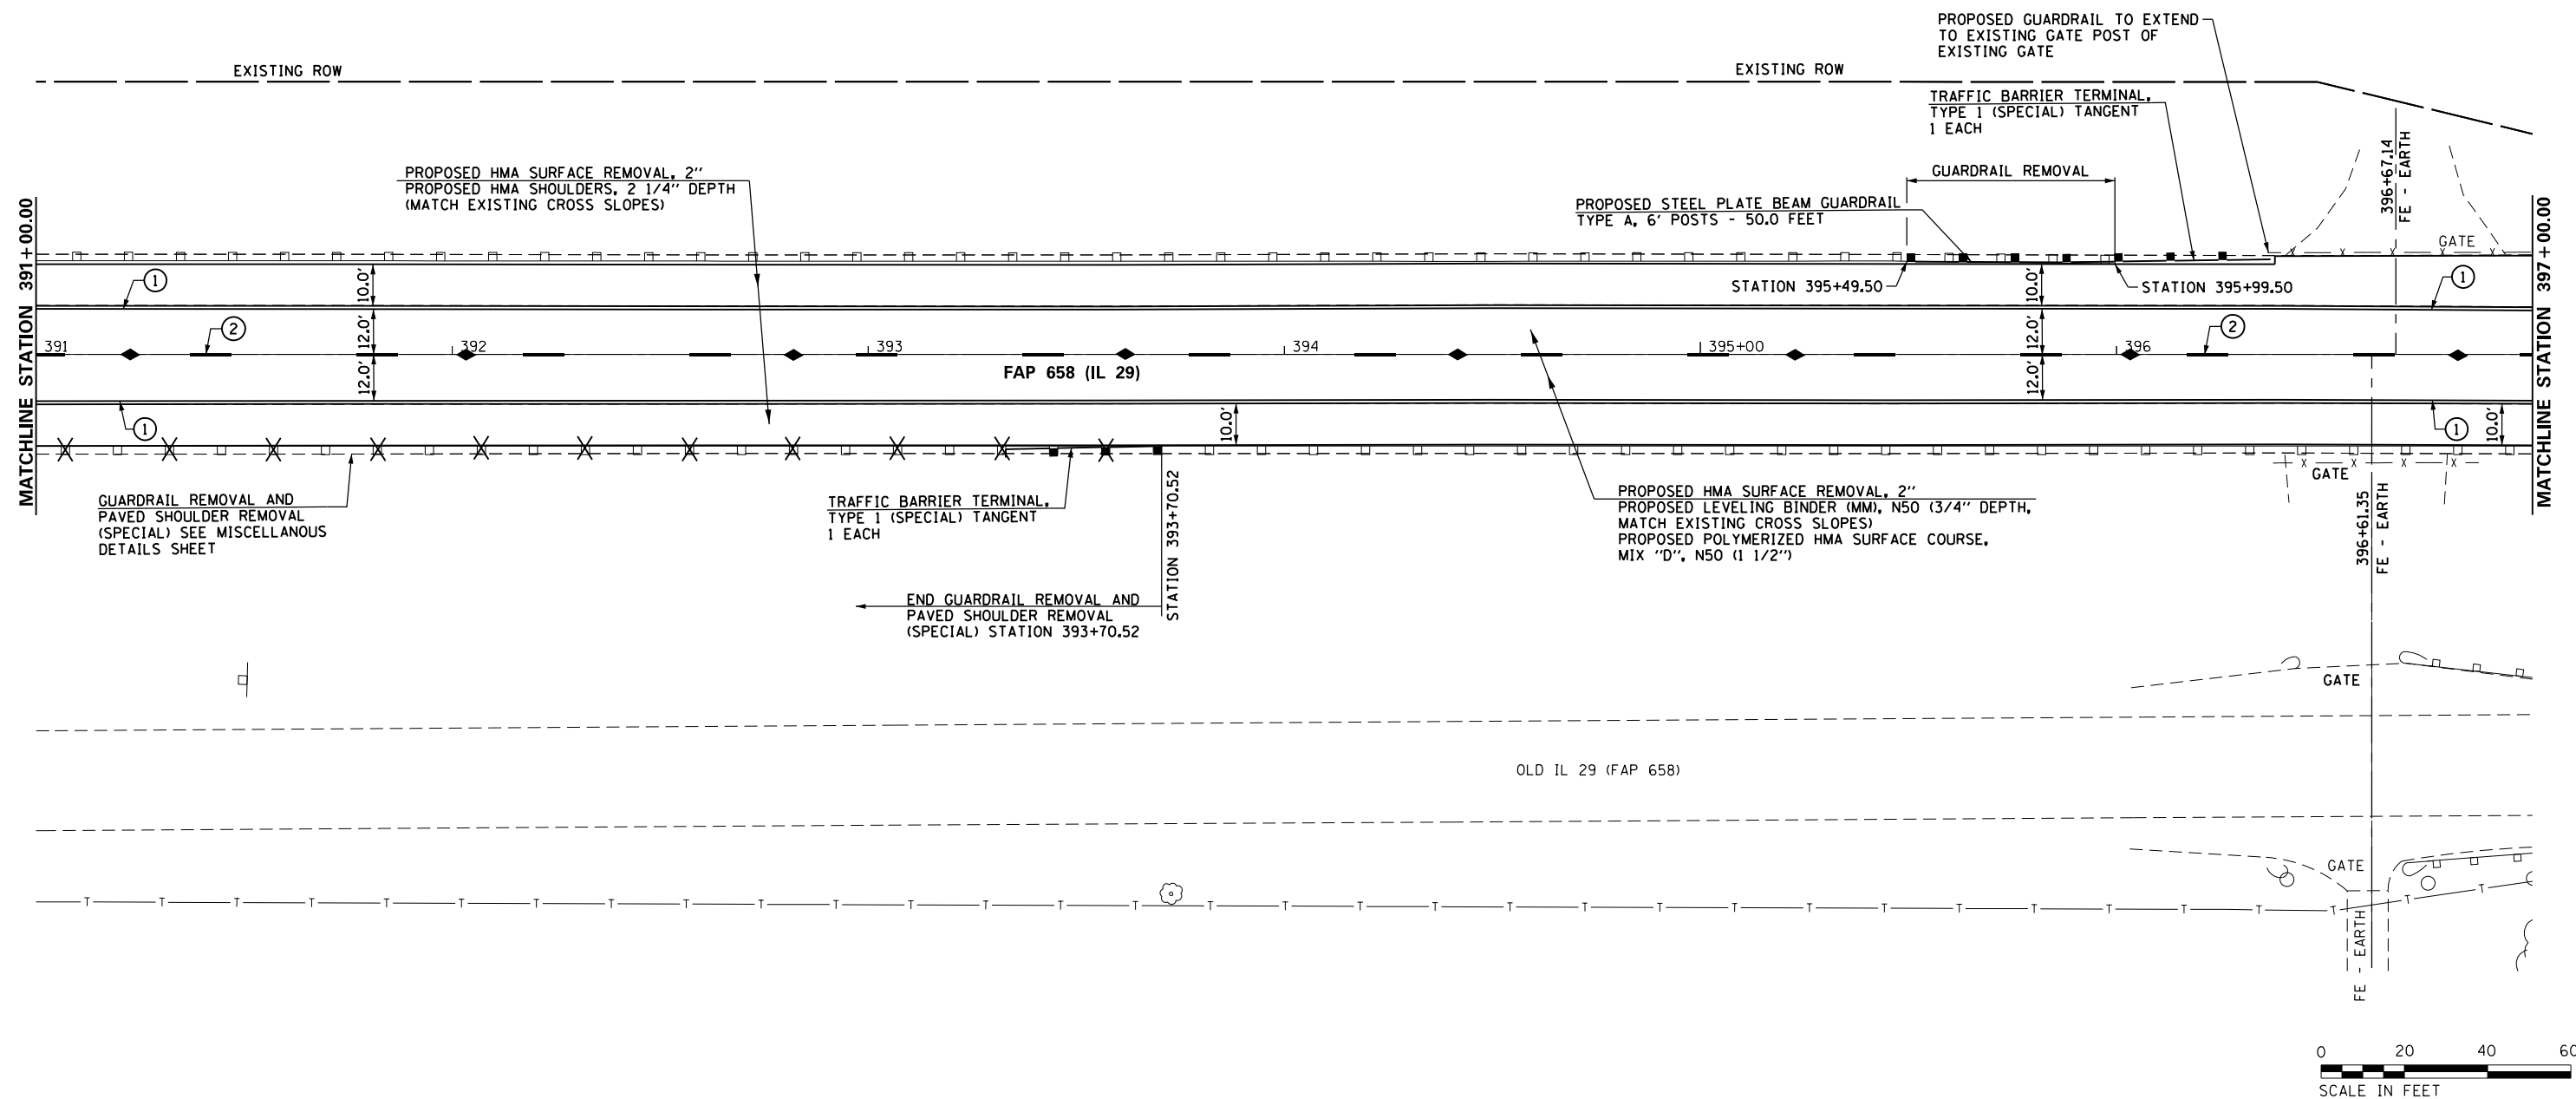 PROPOSED GUARDRAIL TO EXTEND
TO EXISTING GATE POST OF
EXISTING GATE
EXISTING ROW
EXISTING ROW
TRAFFIC BARRIER TERMINAL,
TYPE 1 (SPECIAL) TANGENT
1 EACH
396+67.14
FE - EARTH
PROPOSED HMA SURFACE REMOVAL, 2"
PROPOSED HMA SHOULDERS, 2 1/4" DEPTH
(MATCH EXISTING CROSS SLOPES)
GUARDRAIL REMOVAL
PROPOSED STEEL PLATE BEAM GUARDRAIL
TYPE A, 6' POSTS - 50.0 FEET
MATCHLINE STATION 391+00.00
MATCHLINE STATION 397+00.00
GATE
1
10.0'
STATION 395+49.50
10.0'
STATION 395+99.50
1
2
12.0'
12.0'
2
391
392
393
394
395+00
396
FAP 658 (IL 29)
12.0'
12.0'
1
10.0'
1
10.0'
GATE
GUARDRAIL REMOVAL AND
PAVED SHOULDER REMOVAL
(SPECIAL) SEE MISCELLANOUS
DETAILS SHEET
TRAFFIC BARRIER TERMINAL,
TYPE 1 (SPECIAL) TANGENT
1 EACH
STATION 393+70.52
PROPOSED HMA SURFACE REMOVAL, 2"
PROPOSED LEVELING BINDER (MM), N50 (3/4" DEPTH,
MATCH EXISTING CROSS SLOPES)
PROPOSED POLYMERIZED HMA SURFACE COURSE,
MIX "D", N50 (1 1/2")
396+61.35
FE - EARTH
END GUARDRAIL REMOVAL AND
PAVED SHOULDER REMOVAL
(SPECIAL) STATION 393+70.52
GATE
OLD IL 29 (FAP 658)
GATE
T T T T T T T T T T T T T T T T T T T T T T T T T T T T T T T T T
FE - EARTH
0 20 40 60
SCALE IN FEET